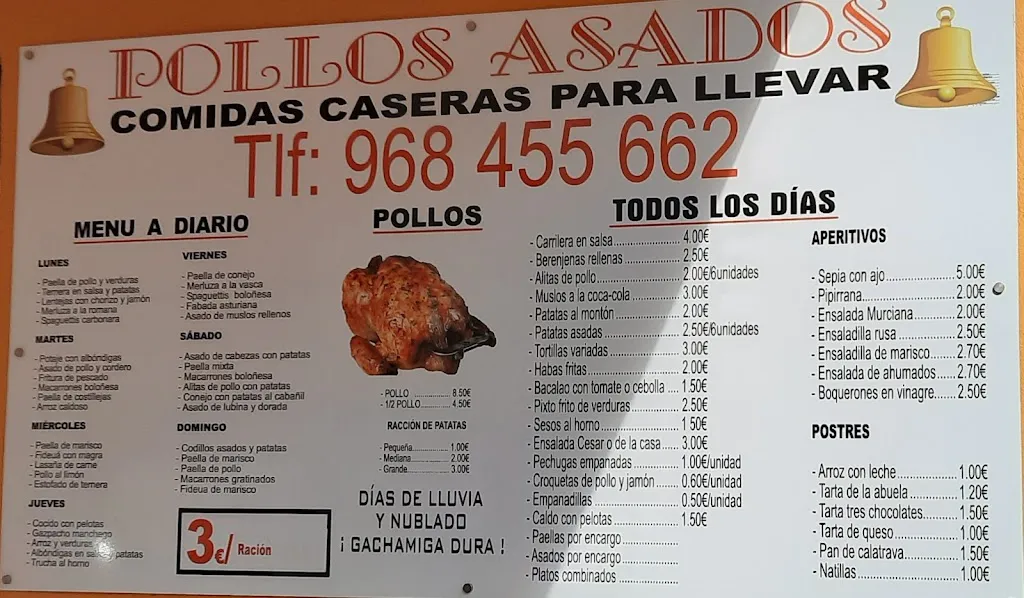 POLLOS ASADOS
COMIDAS CASERAS PARA LLEVAR
Tlf: 968 455 662
MENU A DIARIO
LUNES
- Paella de pollo y verduras
- Ternera en salsa y patatas
- Lentejas con chorizo y jamón
- Merluza a la romana
- Spaguettis carbonara
MARTES
- Potaje con albóndigas
- Asado de pollo y cordero
- Fritura de pescado
- Macarrones boloñesa
- Paella de costillejas
- Arroz caldoso
MIÉRCOLES
- Paella de marisco
- Fideuá con magra
- Lasaña de carne
- Pollo al limón
- Estofado de ternera
JUEVES
- Cocido con pelotas
- Gazpacho manchego
- Arroz y verduras
- Albóndigas en salsa y patatas
- Trucha al horno
VIERNES
- Paella de conejo
- Merluza a la vasca
- Spaguettis boloñesa
- Fabada asturiana
- Asado de muslos rellenos
SÁBADO
- Asado de cabezas con patatas
- Paella mixta
- Macarrones boloñesa
- Alitas de pollo con patatas
- Conejo con patatas al cabañil
- Asado de lubina y dorada
DOMINGO
- Codillos asados y patatas
- Paella de marisco
- Paella de pollo
- Macarrones gratinados
- Fideua de marisco
3€/ Ración
POLLOS
- POLLO ............ 8.50€
- 1/2 POLLO............ 4.50€
RACCIÓN DE PATATAS
- Pequeña................ 1.00€
- Mediana................ 2.00€
- Grande................. 3.00€
DÍAS DE LLUVIA
Y NUBLADO
¡ GACHAMIGA DURA !
TODOS LOS DÍAS
- Carrilera en salsa................... 4.00€
- Berenjenas rellenas ................ 2.50€
- Alitas de pollo......................... 2.00€/6unidades
- Muslos a la coca-cola.............. 3.00€
- Patatas al montón ................... 2.00€
- Patatas asadas ....................... 2.50€/6unidades
- Tortillas variadas ..................... 3.00€
- Habas fritas ............................ 2.00€
- Bacalao con tomate o cebolla .... 1.50€
- Pixto frito de verduras............... 2.50€
- Sesos al horno ........................ 1.50€
- Ensalada Cesar o de la casa .... 3.00€
- Pechugas empanadas ............. 1.00€/unidad
- Croquetas de pollo y jamón....... 0.60€/unidad
- Empanadillas .......................... 0.50€/unidad
- Caldo con pelotas .................... 1.50€
- Paellas por encargo .................
- Asados por encargo .................
- Platos combinados ..................
APERITIVOS
- Sepia con ajo........................5.00€
- Pipirrana...............................2.00€
- Ensalada Murciana ...............2.00€
- Ensaladilla rusa ....................2.50€
- Ensaladilla de marisco...........2.70€
- Ensalada de ahumados.........2.70€
- Boquerones en vinagre..........2.50€
POSTRES
- Arroz con leche .....................1.00€
- Tarta de la abuela .................1.20€
- Tarta tres chocolates.............1.50€
- Tarta de queso......................1.00€
- Pan de calatrava...................1.50€
- Natillas..................................1.00€